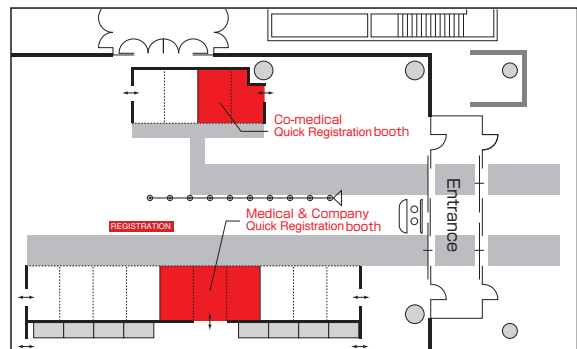 Co-medical
Quick Registration booth
Entrance
Medical & Company
Quick Registration booth
REGISTRATION